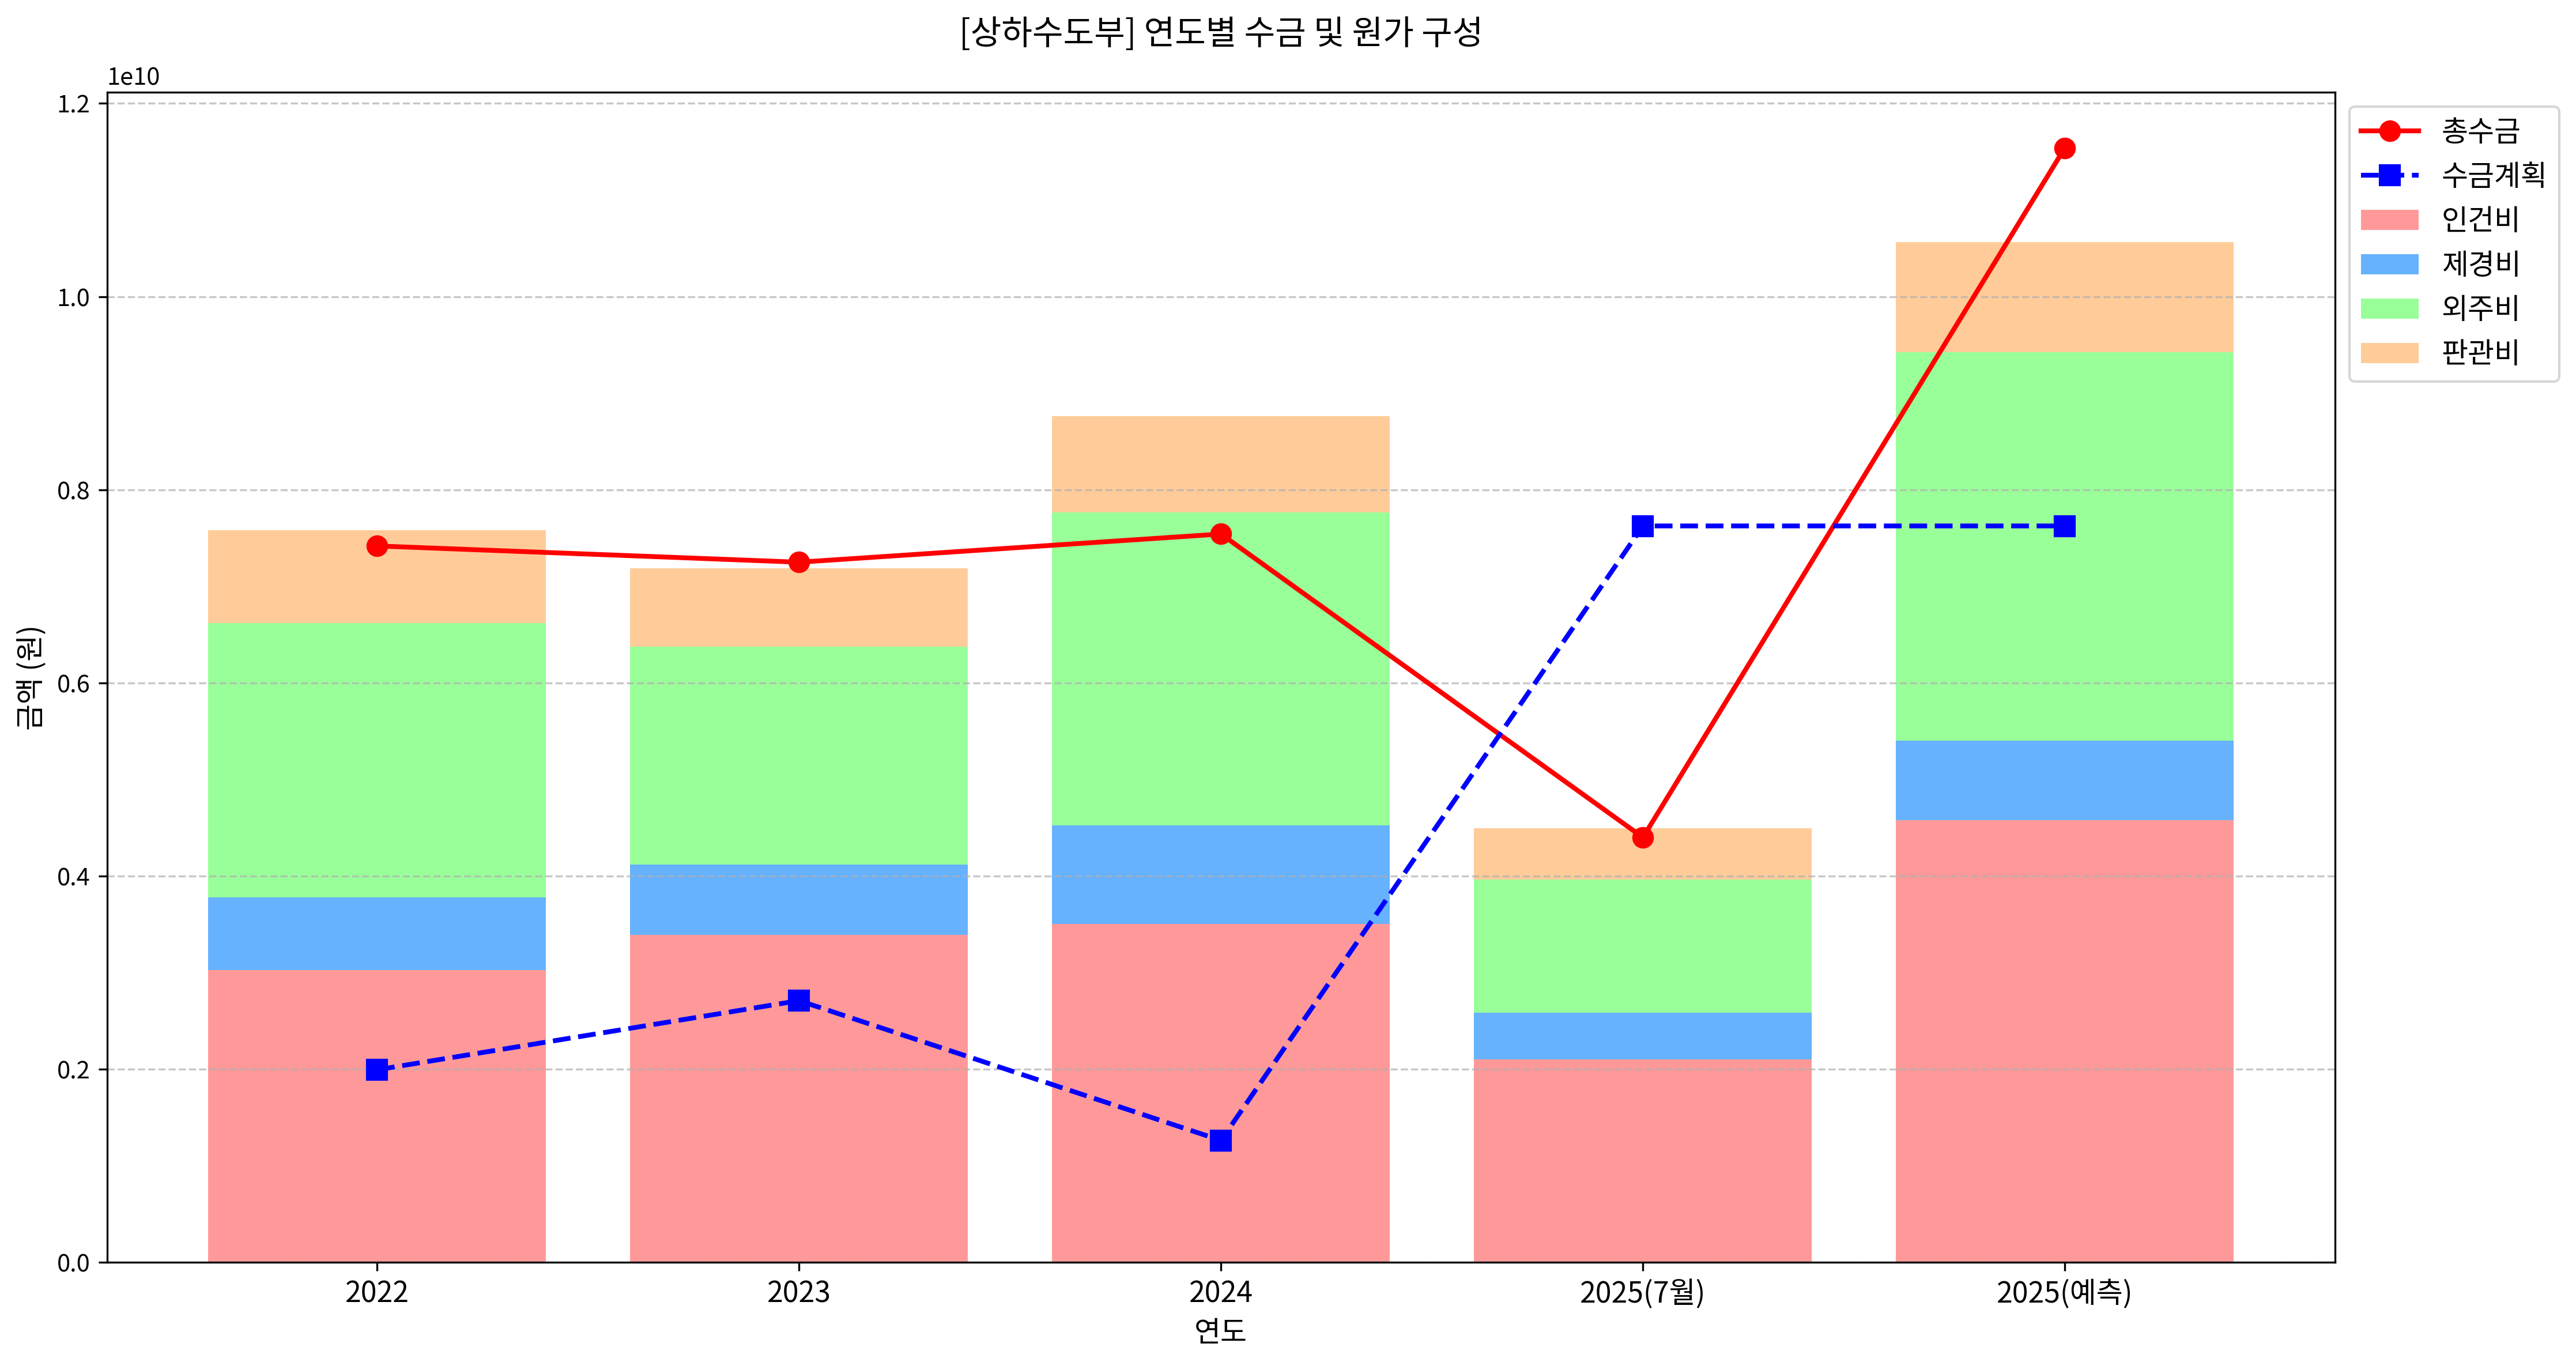 [상하수도부] 연도별 수금 및 원가 구성
1e10
1.2
1.0
0.8
0.6
0.4
0.2
0.0
금액 (원)
2022
2023
2024
2025(7월)
2025(예측)
연도
총수금
수금계획
인건비
제경비
외주비
판관비